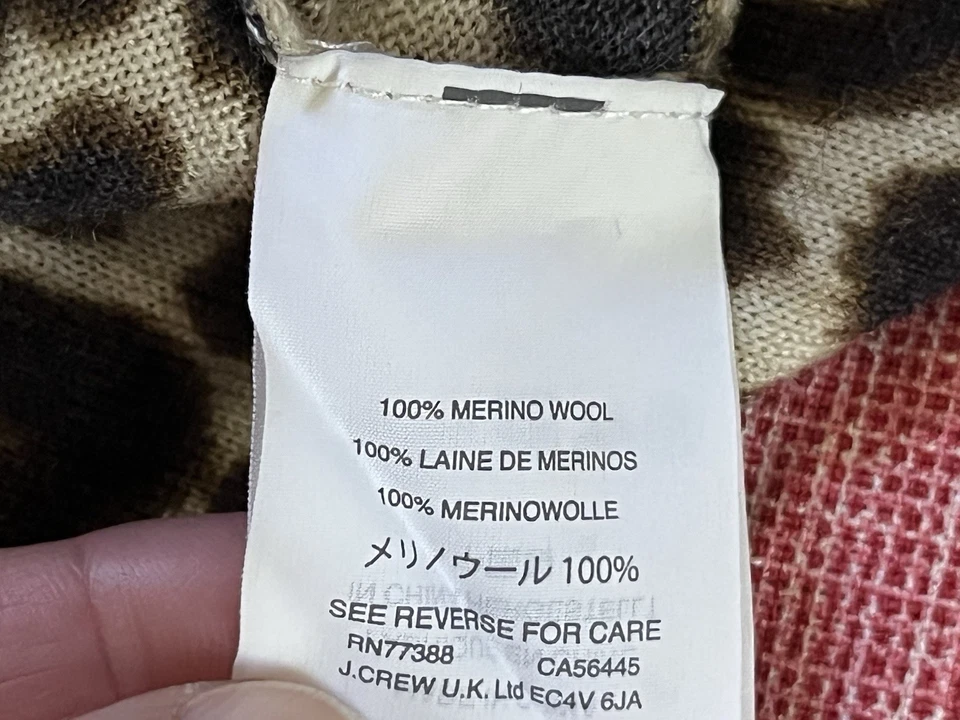 100% MERINO WOOL
100% LAINE DE MERINOS
100% MERINOWOLLE
メリノウール 100%
SEE REVERSE FOR CARE
RN77388 CA56445
J.CREW U.K. Ltd EC4V 6JA